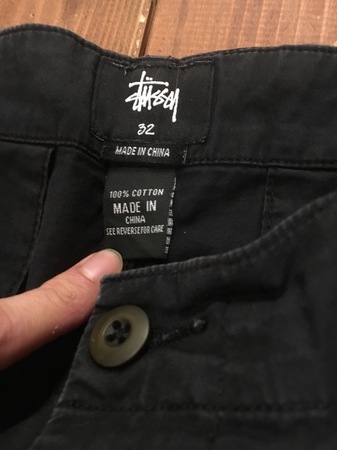 Stüssy
32
MADE IN CHINA
100% COTTON
MADE IN
CHINA
SEE REVERSE FOR CARE